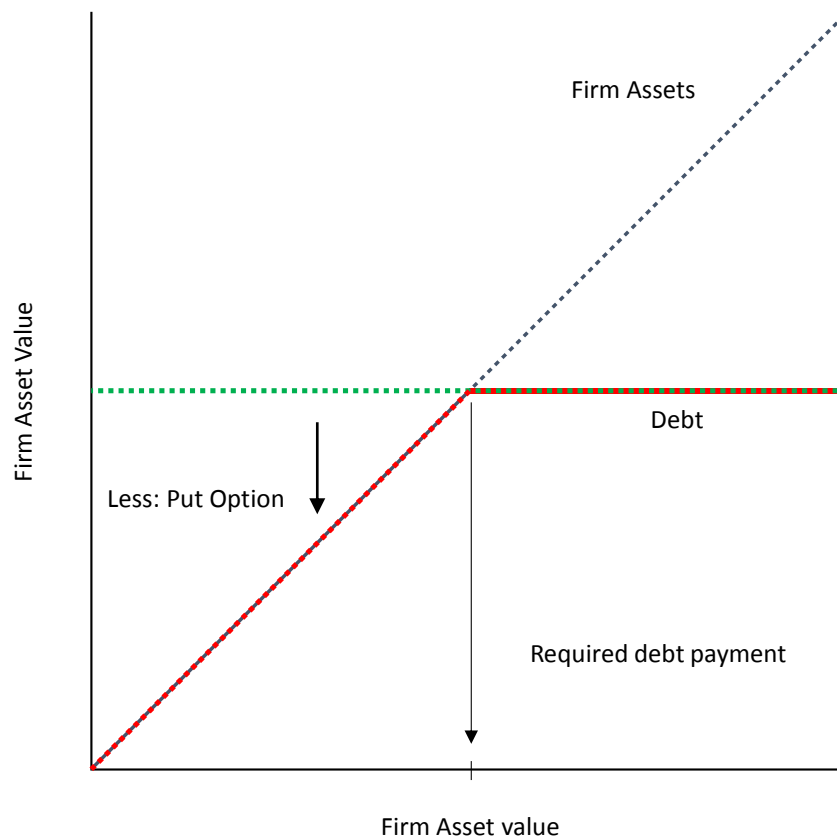 Firm Assets
Firm Asset Value
Debt
Less: Put Option
Required debt payment
Firm Asset value